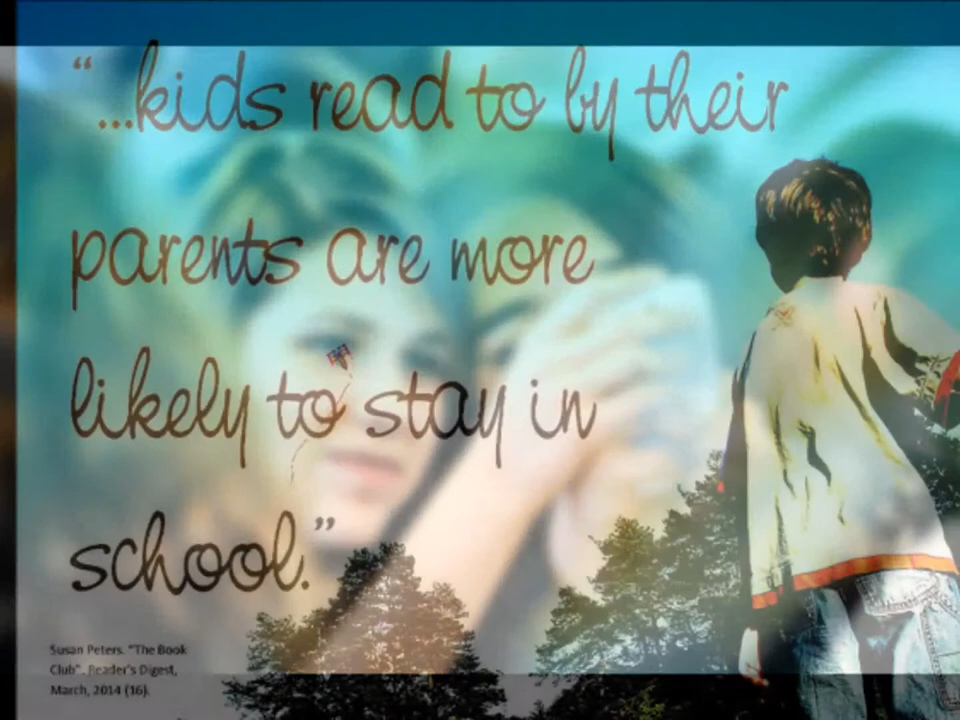 “...kids read to by their
parents are more
likely to stay in
school.”
Susan Peters. "The Book
Club". Reader's Digest,
March, 2014 (16).